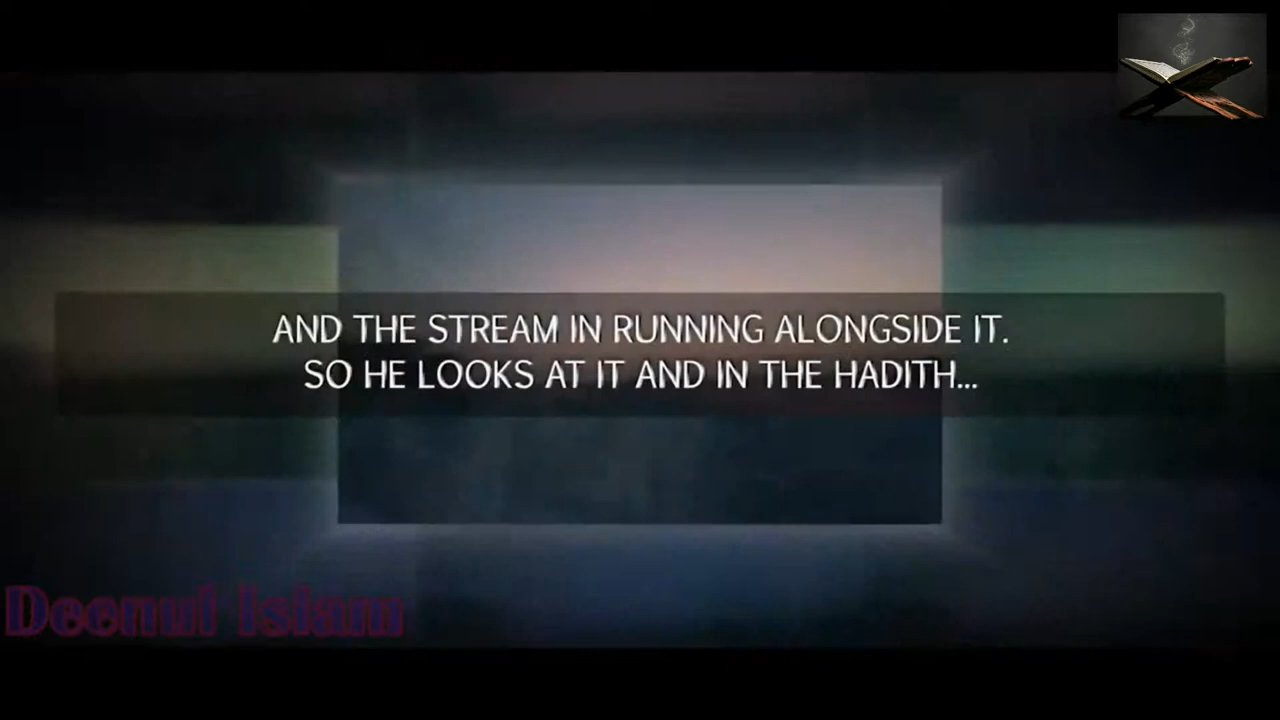 AND THE STREAM IN RUNNING ALONGSIDE IT.
SO HE LOOKS AT IT AND IN THE HADITH...
Deenul Islam